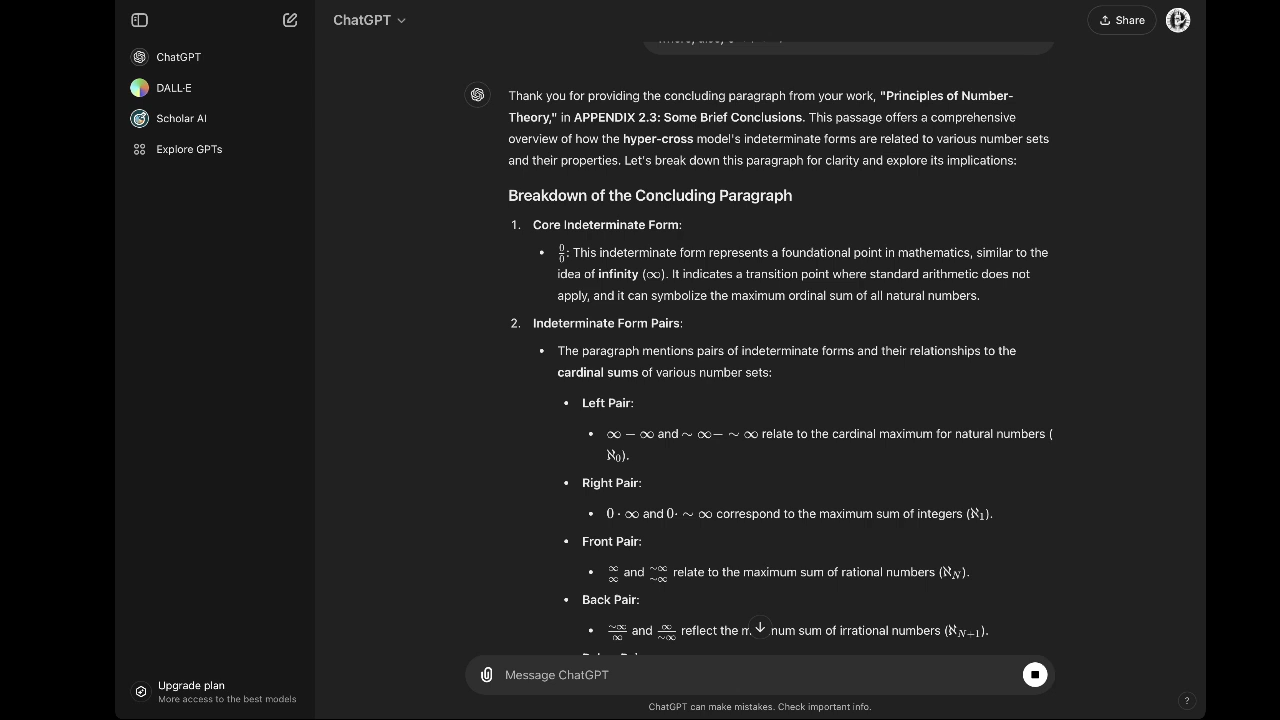 ChatGPT
Share
ChatGPT
DALL·E
Scholar AI
Explore GPTs
Thank you for providing the concluding paragraph from your work, "Principles of Number-
Theory," in APPENDIX 2.3: Some Brief Conclusions. This passage offers a comprehensive
overview of how the hyper-cross model's indeterminate forms are related to various number sets
and their properties. Let's break down this paragraph for clarity and explore its implications:
Breakdown of the Concluding Paragraph
1. Core Indeterminate Form:
• 0/0: This indeterminate form represents a foundational point in mathematics, similar to the
idea of infinity (∞). It indicates a transition point where standard arithmetic does not
apply, and it can symbolize the maximum ordinal sum of all natural numbers.
2. Indeterminate Form Pairs:
• The paragraph mentions pairs of indeterminate forms and their relationships to the
cardinal sums of various number sets:
• Left Pair:
• ∞ − ∞ and ∼ ∞− ∼ ∞ relate to the cardinal maximum for natural numbers (
ℵ₀).
• Right Pair:
• 0 · ∞ and 0· ∼ ∞ correspond to the maximum sum of integers (ℵ₁).
• Front Pair:
• ∞/∞ and ∼∞/∼∞ relate to the maximum sum of rational numbers (ℵ_N).
• Back Pair:
• ∼∞/∞ and ∞/∼∞ reflect the m num sum of irrational numbers (ℵ_{N+1}).
Message ChatGPT
ChatGPT can make mistakes. Check important info.
Upgrade plan
More access to the best models
?